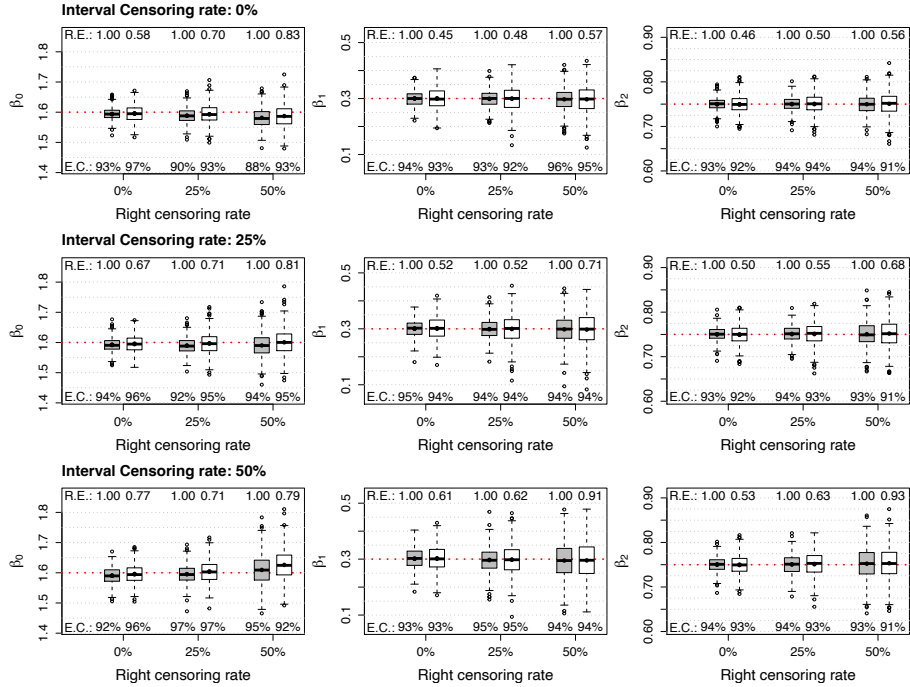 Interval Censoring rate: 0%
R.E.: 1.00 0.58 1.00 0.70 1.00 0.83
E.C.: 93% 97% 90% 93% 88% 93%
β0
1.4 1.5 1.6 1.7 1.8
0% 25% 50%
Right censoring rate
R.E.: 1.00 0.45 1.00 0.48 1.00 0.57
E.C.: 94% 93% 93% 92% 96% 95%
β1
0.1 0.3 0.5
0% 25% 50%
Right censoring rate
R.E.: 1.00 0.46 1.00 0.50 1.00 0.56
E.C.: 93% 92% 94% 94% 94% 91%
β2
0.60 0.70 0.80 0.90
0% 25% 50%
Right censoring rate
Interval Censoring rate: 25%
R.E.: 1.00 0.67 1.00 0.71 1.00 0.81
E.C.: 94% 96% 92% 95% 94% 95%
β0
1.4 1.5 1.6 1.7 1.8
0% 25% 50%
Right censoring rate
R.E.: 1.00 0.52 1.00 0.52 1.00 0.71
E.C.: 95% 94% 94% 94% 94% 94%
β1
0.1 0.3 0.5
0% 25% 50%
Right censoring rate
R.E.: 1.00 0.50 1.00 0.55 1.00 0.68
E.C.: 93% 92% 94% 93% 93% 91%
β2
0.60 0.70 0.80 0.90
0% 25% 50%
Right censoring rate
Interval Censoring rate: 50%
R.E.: 1.00 0.77 1.00 0.71 1.00 0.79
E.C.: 92% 96% 97% 97% 95% 92%
β0
1.4 1.5 1.6 1.7 1.8
0% 25% 50%
Right censoring rate
R.E.: 1.00 0.61 1.00 0.62 1.00 0.91
E.C.: 93% 93% 95% 95% 94% 94%
β1
0.1 0.3 0.5
0% 25% 50%
Right censoring rate
R.E.: 1.00 0.53 1.00 0.63 1.00 0.93
E.C.: 94% 93% 94% 93% 93% 91%
β2
0.60 0.70 0.80 0.90
0% 25% 50%
Right censoring rate